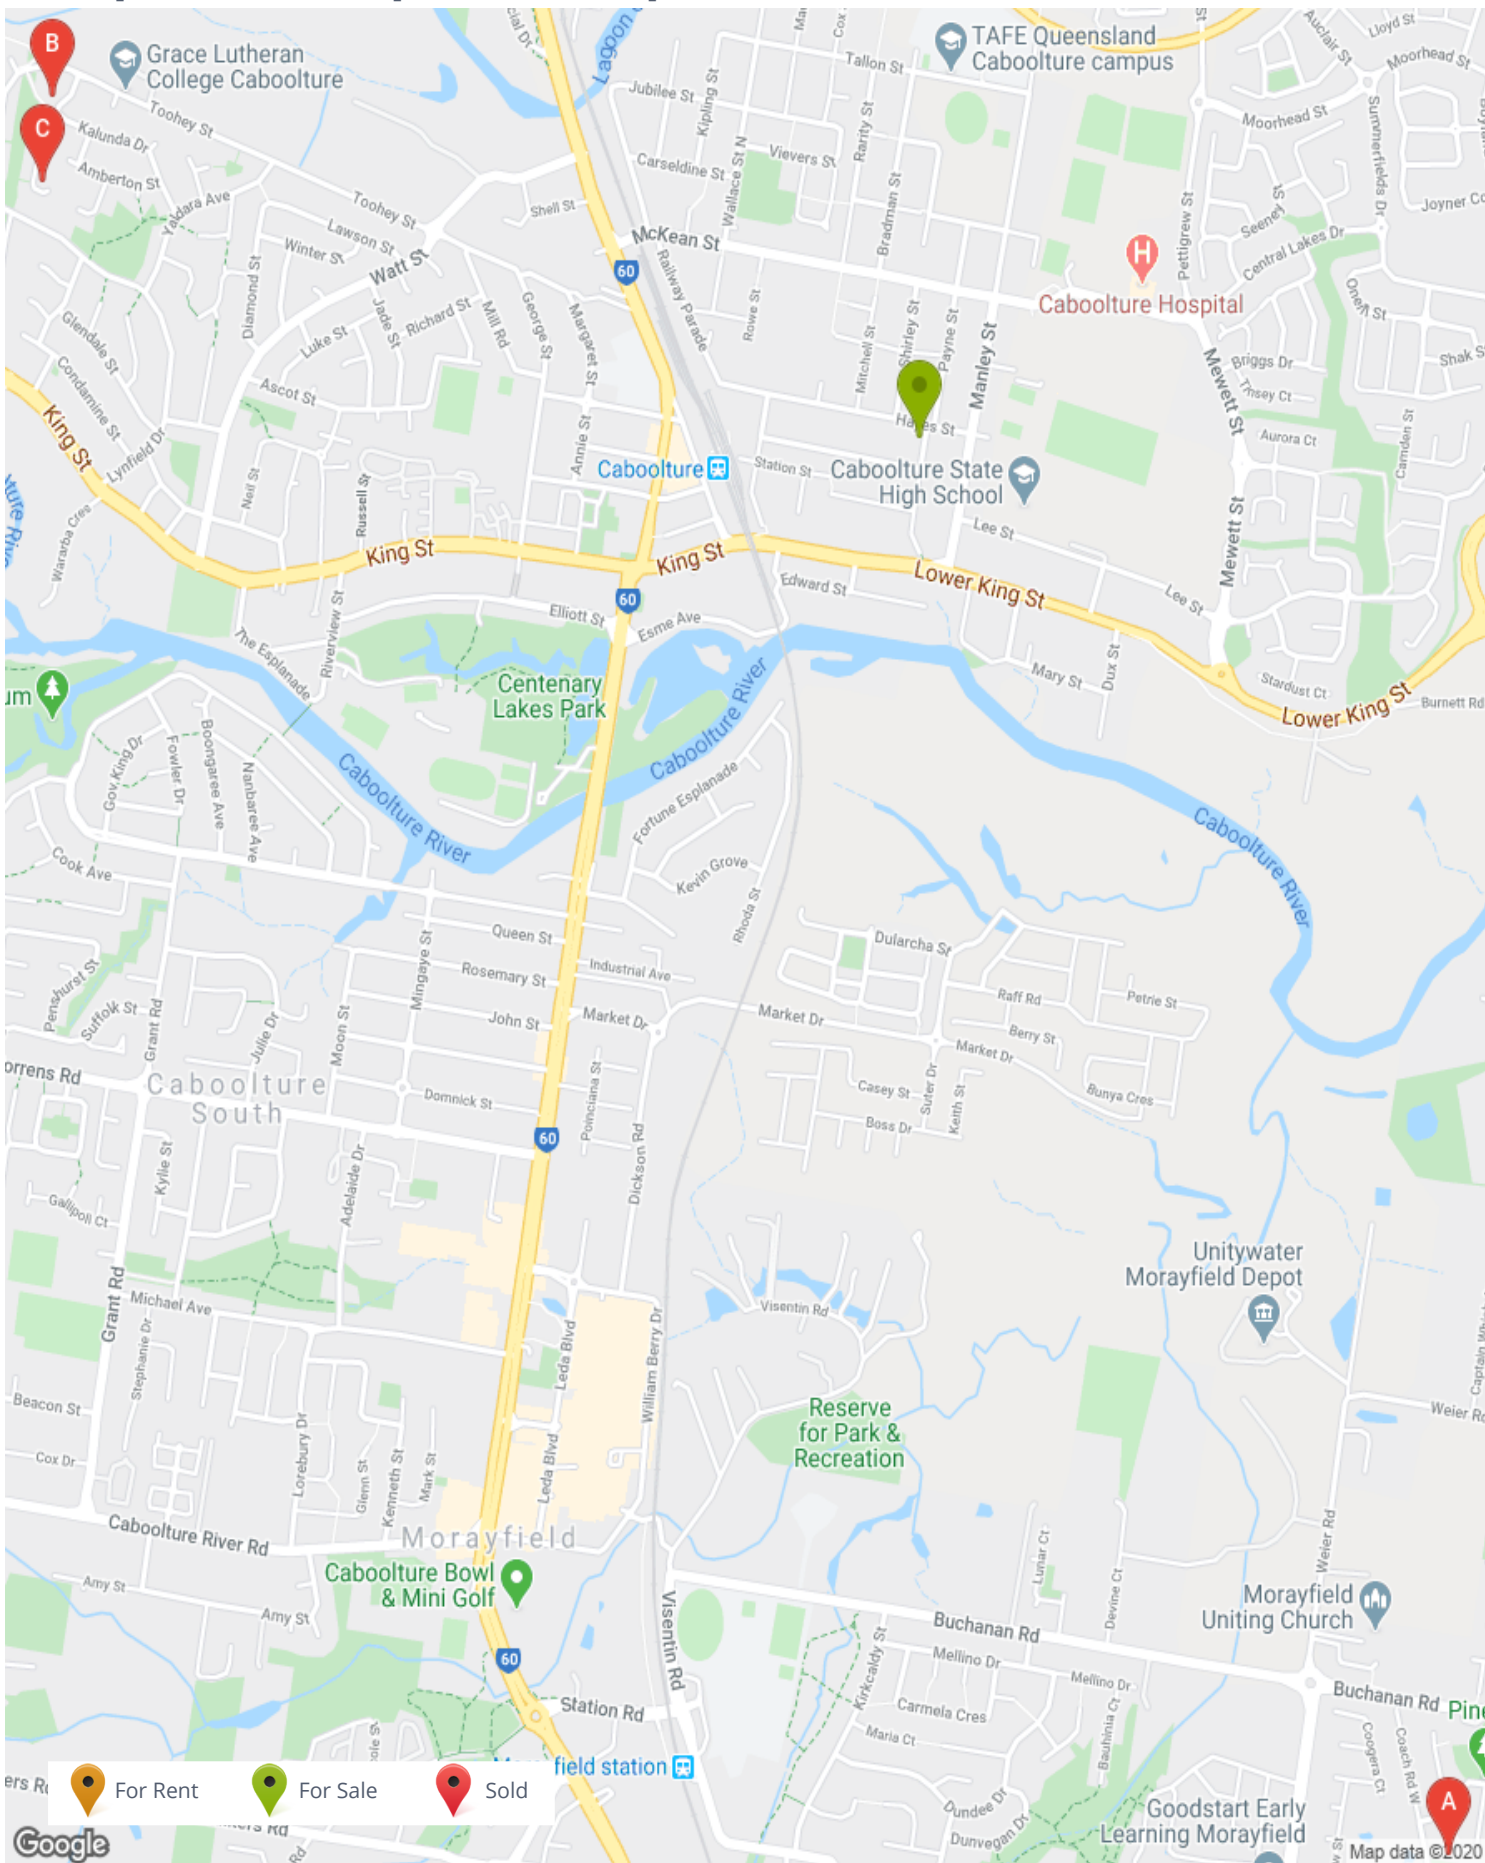 B
Grace Lutheran
College Caboolture
TAFE Queensland
Caboolture campus
Lagoon
Tallon St
Auclair St
Lloyd St
Moorhead St
Toohey St
C
Kalunda Dr
Amberton St
Yaldara Ave
Jubilee St
Kipling St
Rarity St
Moorhead St
Summerfields Dr
Carseldine St
Wallace St N
Vievers St
Bradman St
Pettigrew St
Seeney St
Joyner
Toohey St
Shell St
Lawson St
Winter St
Watt St
McKean St
60
Railway Parade
H
Caboolture Hospital
Central Lakes Dr
Oneil St
Diamond St
Glendale St
Luke St
Jade St
Richard St
Mill Rd
George St
Margaret St
Rowe St
Mitchell St
Shirley St
Payne St
Manley St
Mewett St
Briggs Dr
Shak
Condamine St
Ascot St
King St
Lynfield Dr
Neil St
Russell St
Annie St
Caboolture
Station St
Hayes St
Caboolture State
High School
Aurora Ct
Camden St
Mewett St
Wararba Cres
King St
King St
Lee St
Lower King St
Edward St
Lee St
60
Elliott St
Esme Ave
Riverview St
The Esplanade
Centenary
Lakes Park
Caboolture River
Mary St
Dux St
Stardust Ct
Lower King St
Burnett Rd
Gov.King Dr
Fowler Dr
Boongaree Ave
Nanbaree Ave
Caboolture River
Fortune Esplanade
Caboolture River
Cook Ave
Kevin Grove
Rhoda St
Queen St
Dularcha St
Penshurst St
Suffolk St
Grant Rd
Julie Dr
Moon St
Mingaye St
Rosemary St
Industrial Ave
John St
Market Dr
Market Dr
Raff Rd
Petrie St
Berry St
Market Dr
orrens Rd
Caboolture
South
Domnick St
Poinciana St
Casey St
Suter Dr
Keith St
Bunya Cres
Boss Dr
60
Kylie St
Adelaide Dr
Dickson Rd
Gallipoli Ct
Unitywater
Morayfield Depot
Grant Rd
Michael Ave
Stephanie Dr
Visentin Rd
Leda Blvd
William Berry Dr
Beacon St
Reserve
for Park &
Recreation
Weier
Cox Dr
Lorebury Dr
Glenn St
Kenneth St
Mark St
Leda Blvd
Caboolture River Rd
Morayfield
Weier Rd
Caboolture Bowl
& Mini Golf
Amy St
Amy St
Lunar Ct
Devine Ct
Morayfield
Uniting Church
Visentin Rd
Buchanan Rd
60
Kirkcaldy St
Mellino Dr
Mellino Dr
Station Rd
Carmela Cres
Maria Ct
Bauhinia Ct
Buchanan Rd
Pine
Coogera Ct
Coach Rd W
field station
For Rent
For Sale
Sold
A
Dundee Dr
Dunvegan Dr
Goodstart Early
Learning Morayfield
Google
Map data ©2020